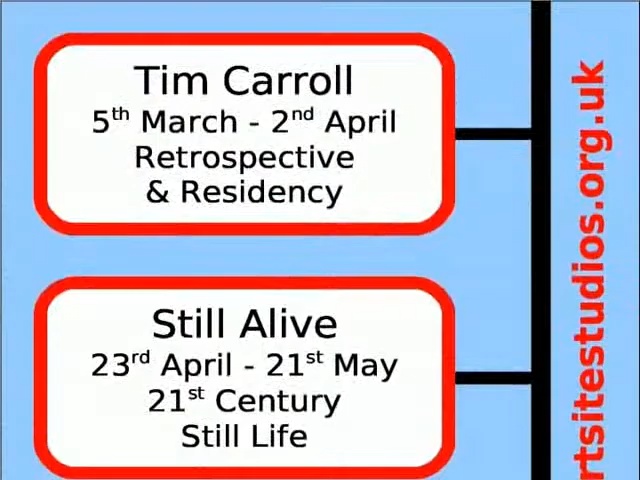 Tim Carroll
5th March - 2nd April
Retrospective
& Residency
Still Alive
23rd April - 21st May
21st Century
Still Life
rtsitestudios.org.uk